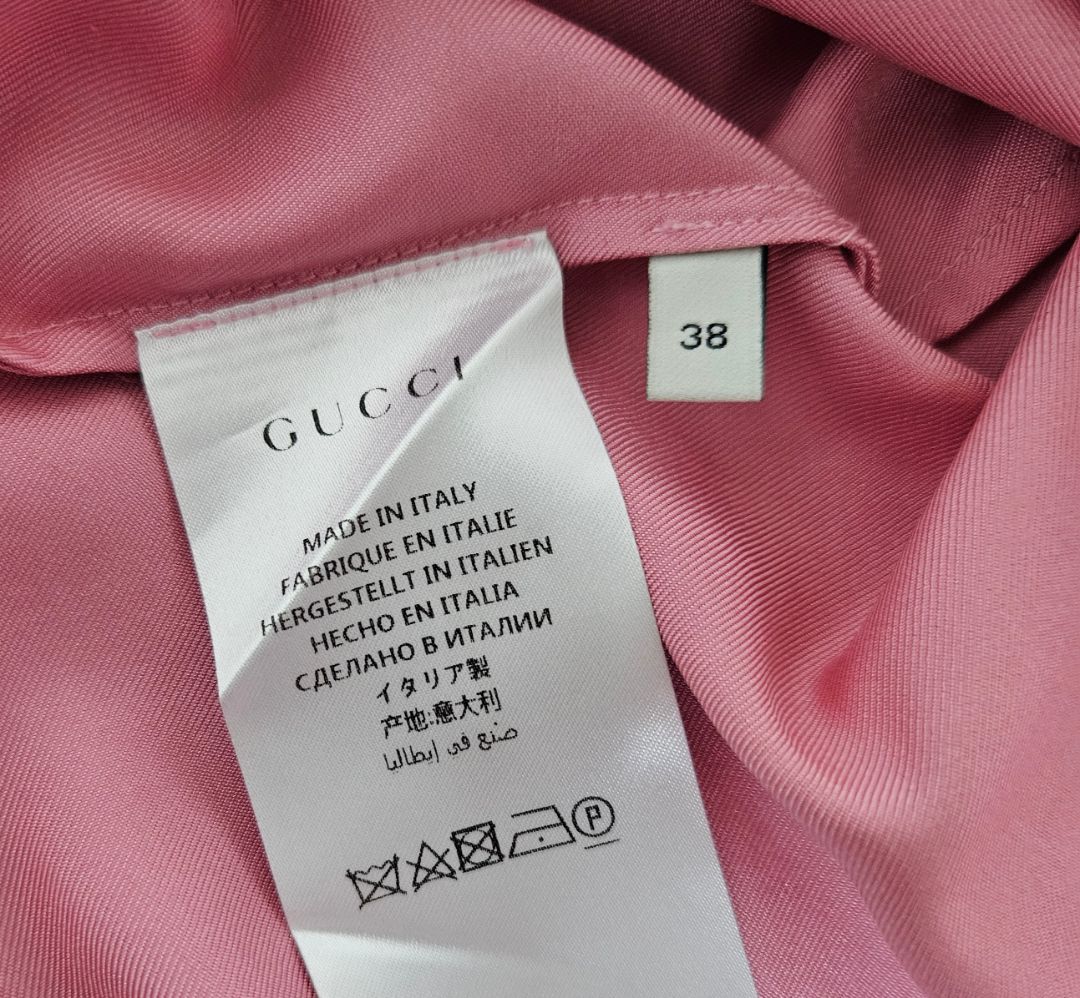 GUCCI
38
MADE IN ITALY
FABRIQUE EN ITALIE
HERGESTELLT IN ITALIEN
HECHO EN ITALIA
СДЕЛАНО В ИТАЛИИ
イタリア製
产地:意大利
صنع في إيطاليا
P